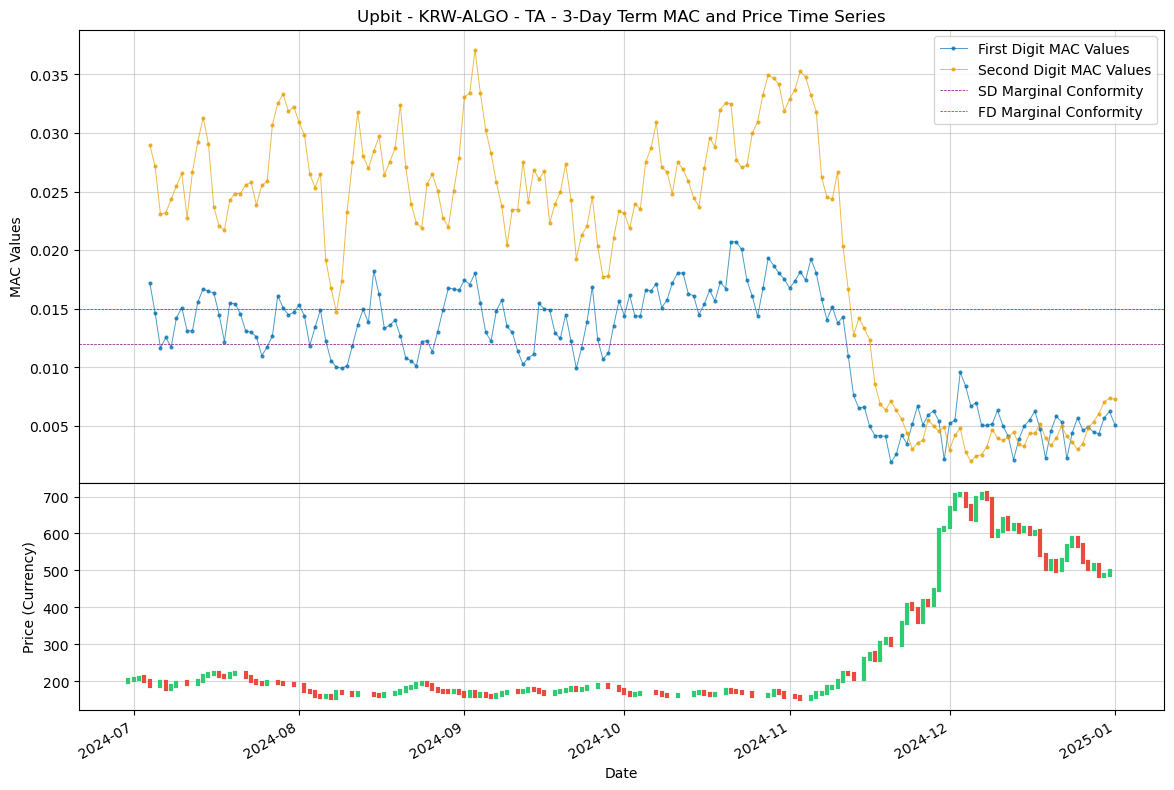 Upbit - KRW-ALGO - TA - 3-Day Term MAC and Price Time Series
First Digit MAC Values
Second Digit MAC Values
SD Marginal Conformity
FD Marginal Conformity
MAC Values
0.035
0.030
0.025
0.020
0.015
0.010
0.005
Price (Currency)
700
600
500
400
300
200
2024-07
2024-08
2024-09
2024-10
2024-11
2024-12
2025-01
Date